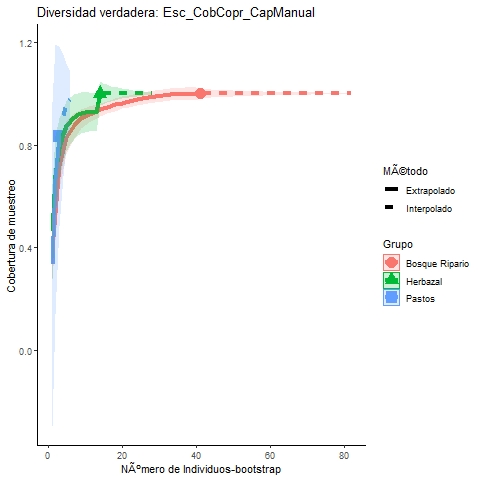 Diversidad verdadera: Esc_CobCopr_CapManual
1.2
0.8
0.4
0.0
Cobertura de muestreo
0
20
40
60
80
NÃºmero de Individuos-bootstrap
MÃ©todo
Extrapolado
Interpolado
Grupo
Bosque Ripario
Herbazal
Pastos